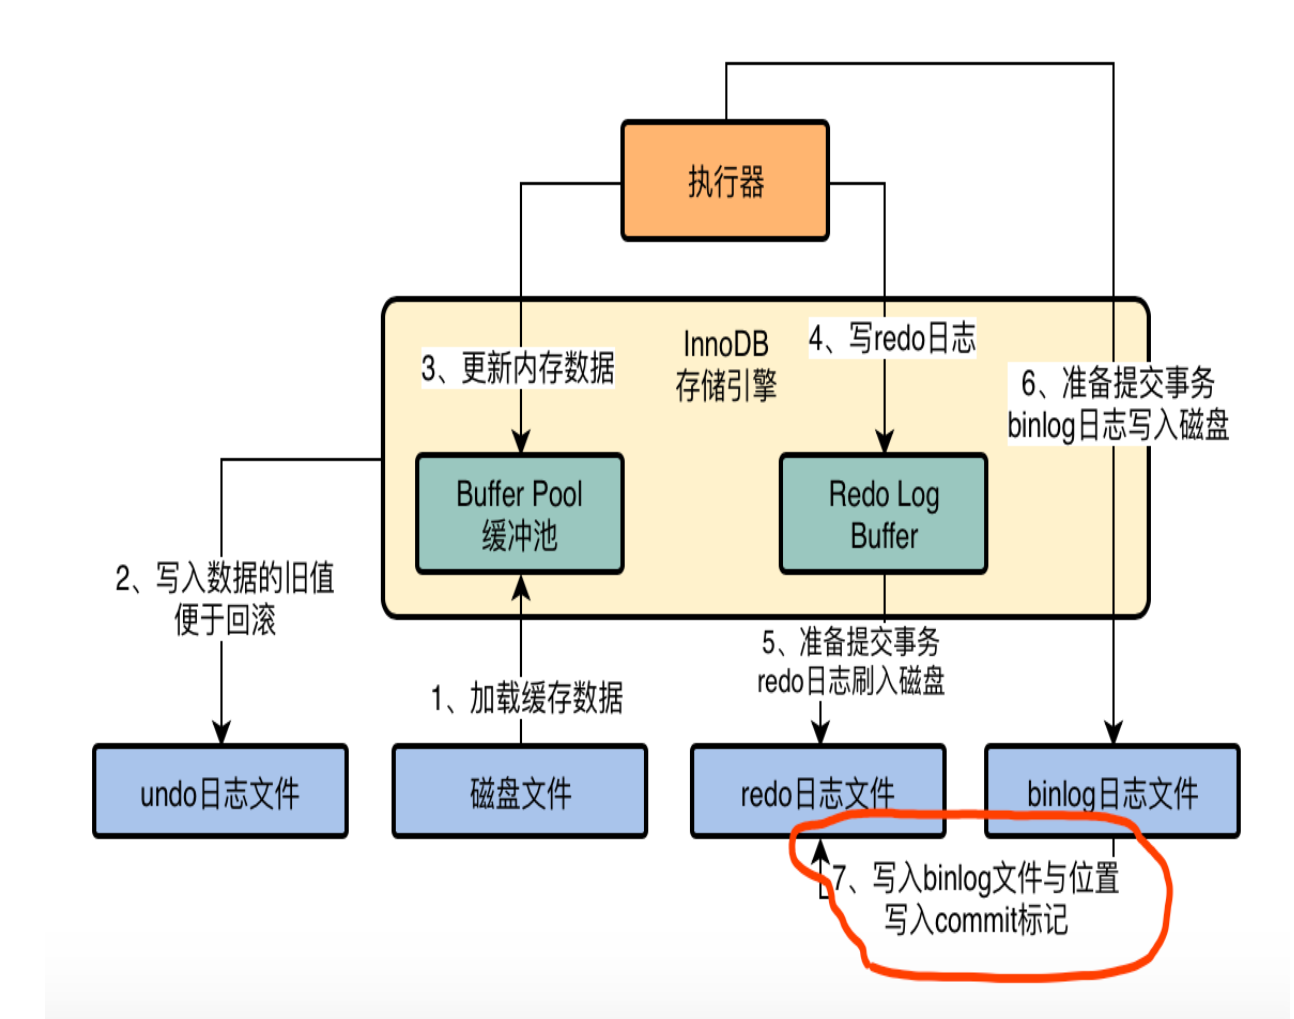 执行器
InnoDB
存储引擎
4、写redo日志
3、更新内存数据
6、准备提交事务
binlog日志写入磁盘
Buffer Pool
缓冲池
Redo Log
Buffer
2、写入数据的旧值
便于回滚
5、准备提交事务
redo日志刷入磁盘
1、加载缓存数据
undo日志文件
磁盘文件
redo日志文件
binlog日志文件
7、写入binlog文件与位置
写入commit标记